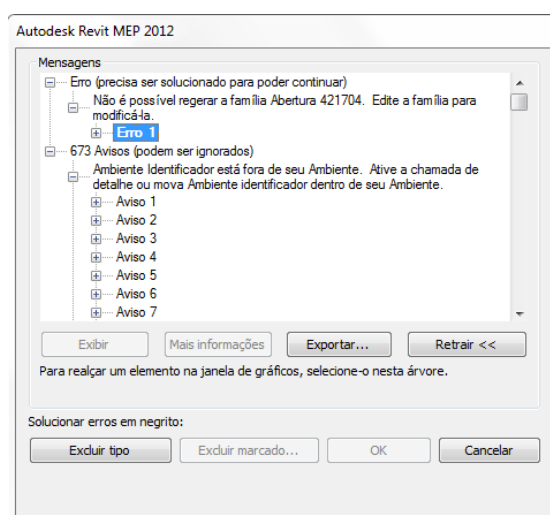 Autodesk Revit MEP 2012
Mensagens
Erro (precisa ser solucionado para poder continuar)
Não é possível regerar a família Abertura 421704. Edite a família para
modificá-la.
Erro 1
673 Avisos (podem ser ignorados)
Ambiente Identificador está fora de seu Ambiente. Ative a chamada de
detalhe ou mova Ambiente identificador dentro de seu Ambiente.
Aviso 1
Aviso 2
Aviso 3
Aviso 4
Aviso 5
Aviso 6
Aviso 7
Exibir Mais informações Exportar... Retrair <<
Para realçar um elemento na janela de gráficos, selecione-o nesta árvore.
Solucionar erros em negrito:
Excluir tipo Excluir marcado... OK Cancelar